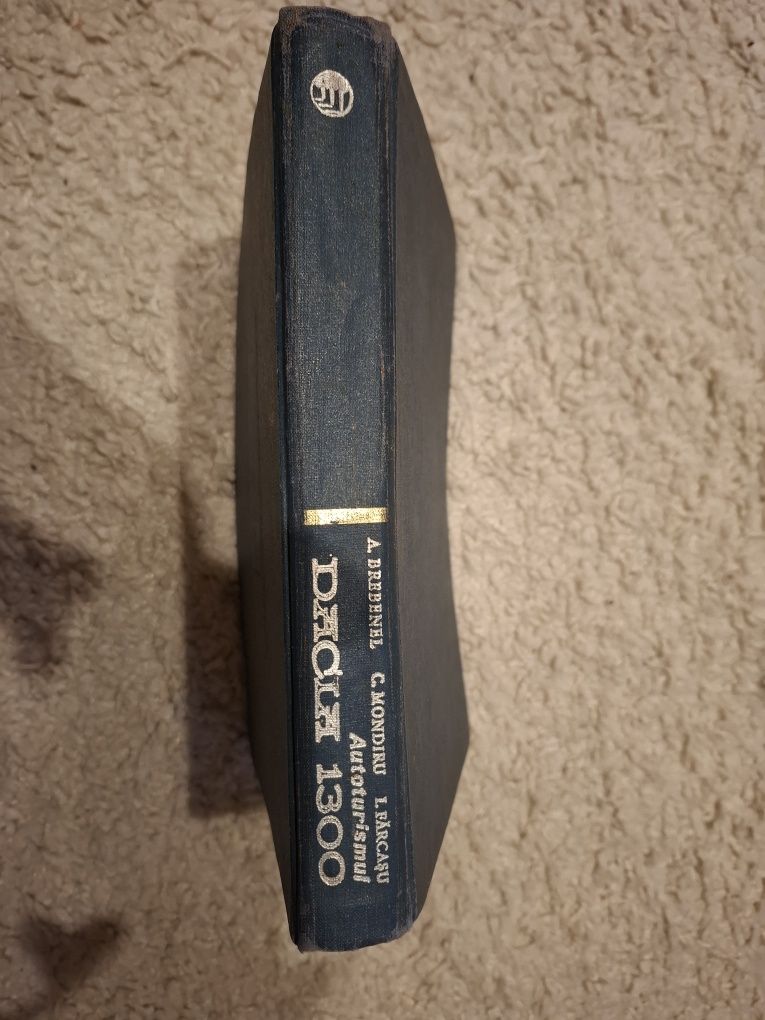 A. BREBENEL C. MONDIRU I. FĂRCAȘU
Autoturismul
DACIA 1300